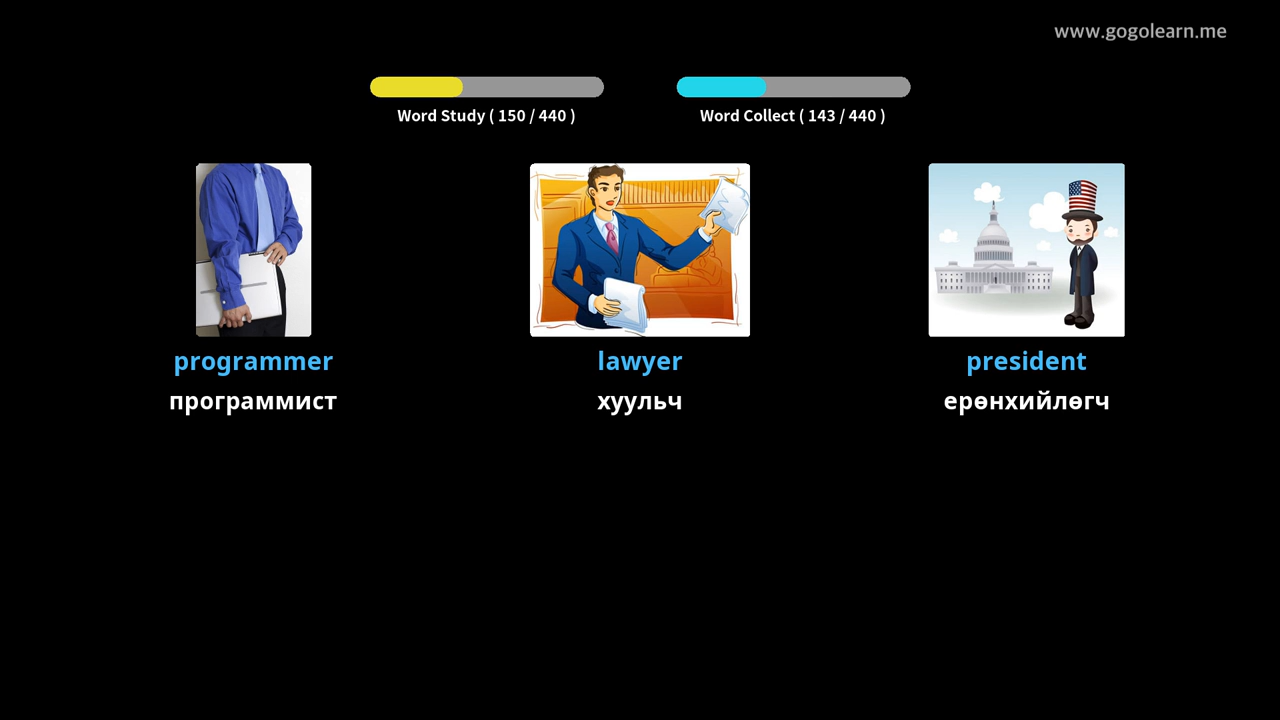 www.gogolearn.me
Word Study ( 150 / 440 )
Word Collect ( 143 / 440 )
programmer
программист
lawyer
хуульч
president
ерөнхийлөгч